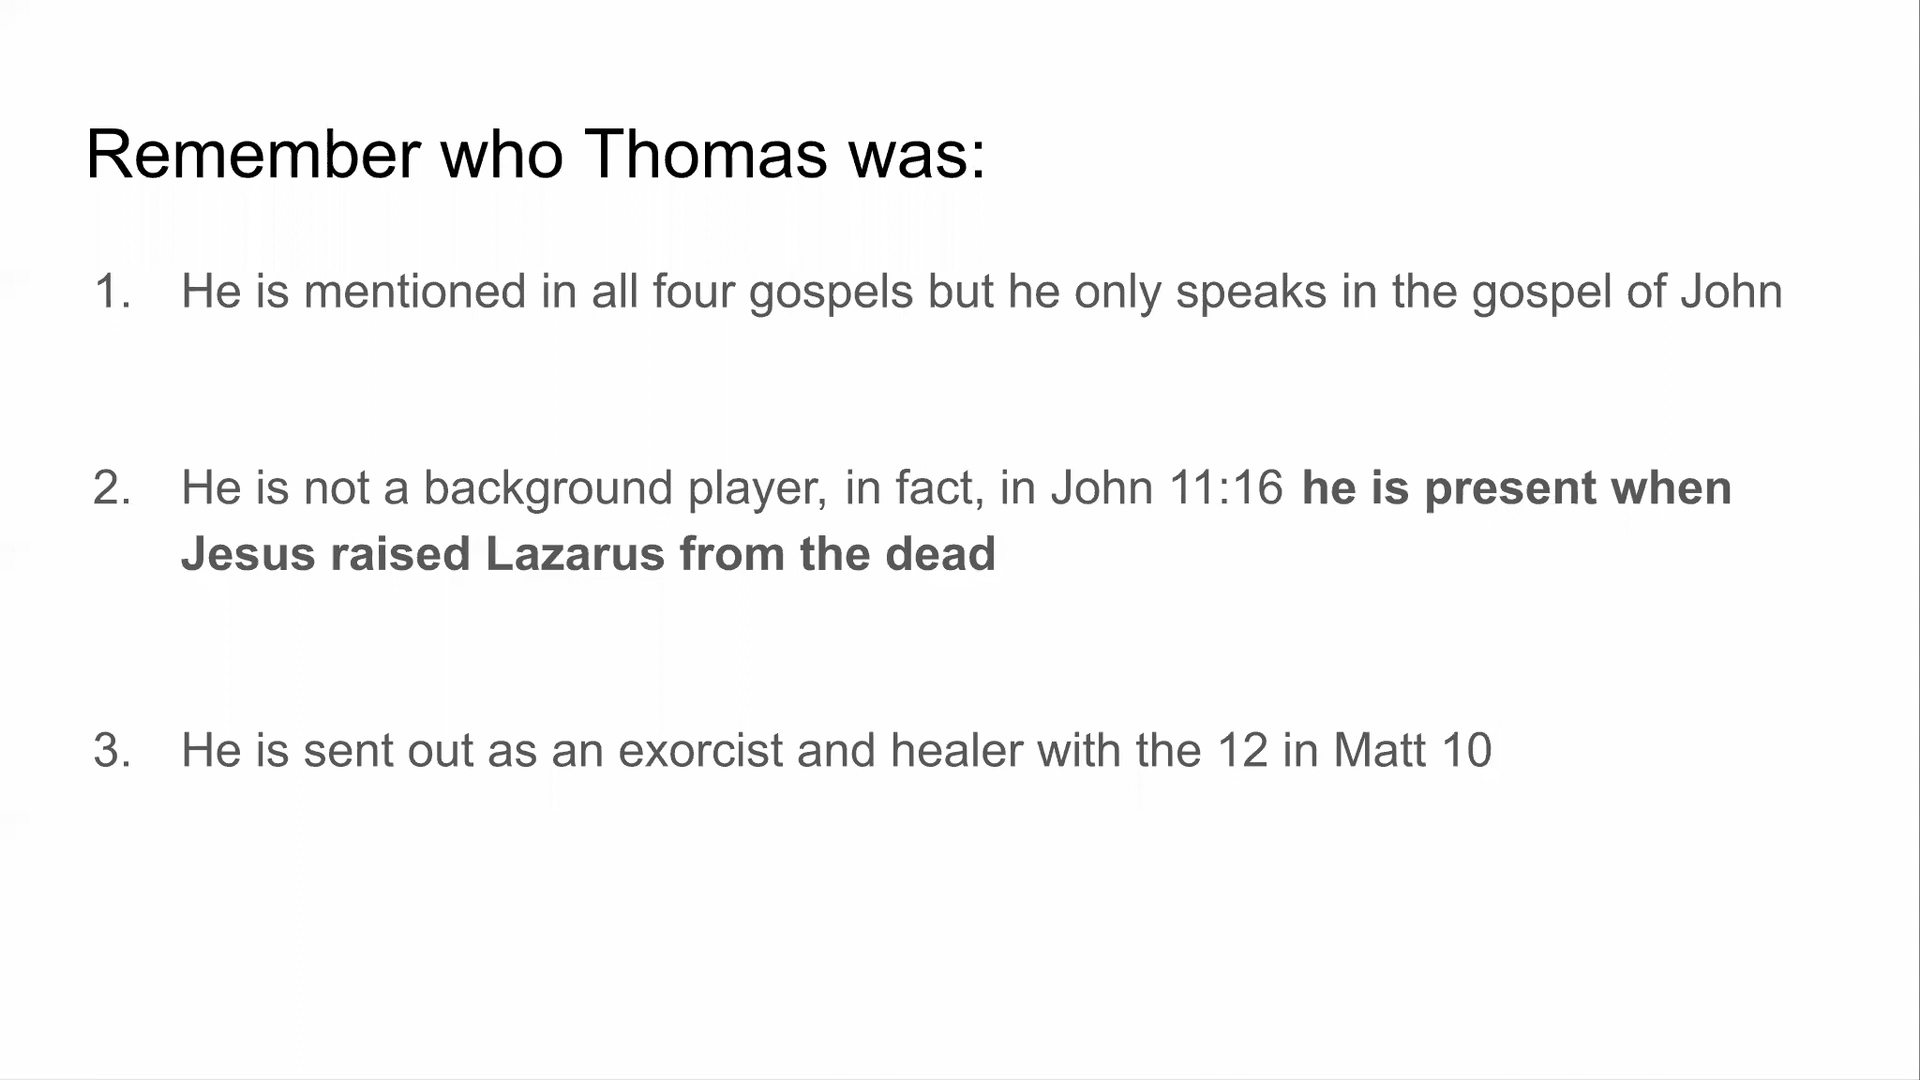 Remember who Thomas was:
1. He is mentioned in all four gospels but he only speaks in the gospel of John
2. He is not a background player, in fact, in John 11:16 he is present when
Jesus raised Lazarus from the dead
3. He is sent out as an exorcist and healer with the 12 in Matt 10